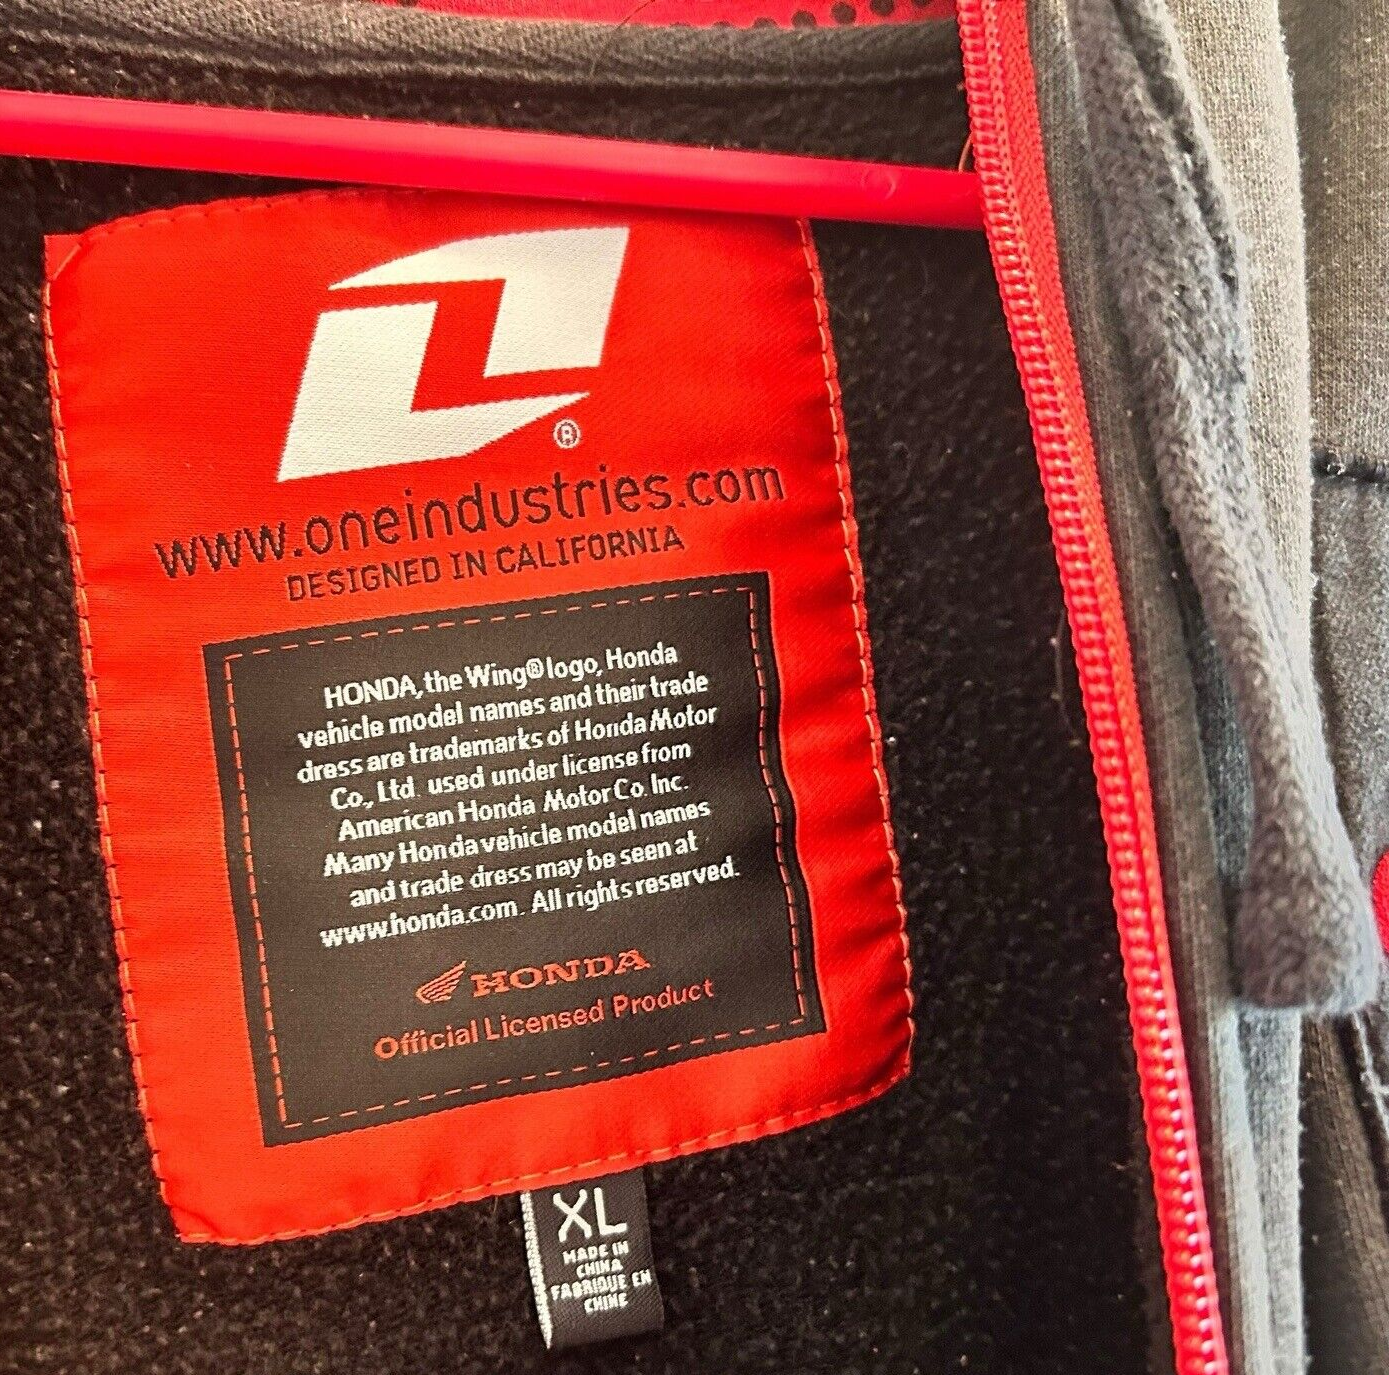 ®
www.oneindustries.com
DESIGNED IN CALIFORNIA
HONDA, the Wing® logo, Honda
vehicle model names and their trade
dress are trademarks of Honda Motor
Co., Ltd. used under license from
American Honda Motor Co. Inc.
Many Honda vehicle model names
and trade dress may be seen at
www.honda.com. All rights reserved.
HONDA
Official Licensed Product
XL
MADE IN
CHINA
FABRIQUE EN
CHINE